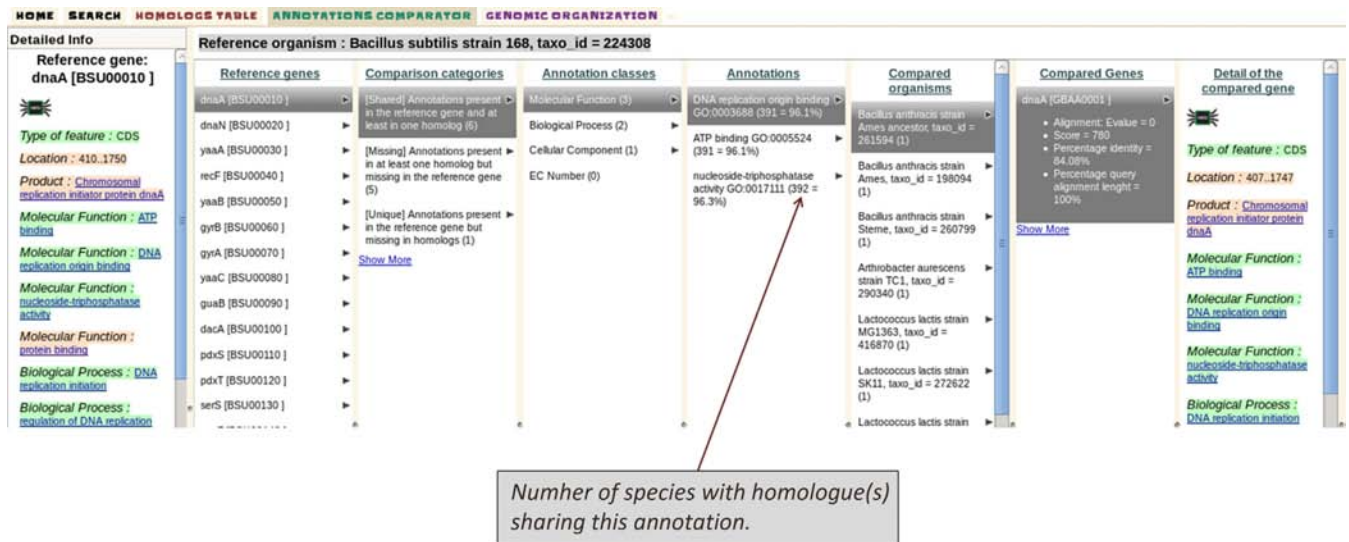 HOME SEARCH HOMOLOGS TABLE ANNOTATIONS COMPARATOR GENOMIC ORGANIZATION
Detailed Info
Reference gene:
dnaA [BSU00010 ]
Type of feature : CDS
Location : 410..1750
Product : Chromosomal
replication initiator protein dnaA
Molecular Function : ATP
binding
Molecular Function : DNA
replication origin binding
Molecular Function :
nucleoside-triphosphatase
activity
Molecular Function :
protein binding
Biological Process : DNA
replication initiation
Biological Process :
regulation of DNA replication
Reference organism : Bacillus subtilis strain 168, taxo_id = 224308
Reference genes
dnaA [BSU00010 ]
dnaN [BSU00020 ]
yaaA [BSU00030 ]
recF [BSU00040 ]
yaaB [BSU00050 ]
gyrB [BSU00060 ]
gyrA [BSU00070 ]
yaaC [BSU00080 ]
guaB [BSU00090 ]
dacA [BSU00100 ]
pdxS [BSU00110 ]
pdxT [BSU00120 ]
serS [BSU00130 ]
Comparison categories
[Shared] Annotations present
in the reference gene and at
least in one homolog (6)
[Missing] Annotations present
in at least one homolog but
missing in the reference gene
(5)
[Unique] Annotations present
in the reference gene but
missing in homologs (1)
Show More
Annotation classes
Molecular Function (3)
Biological Process (2)
Cellular Component (1)
EC Number (0)
Annotations
DNA replication origin binding
GO:0003688 (391 = 96.1%)
ATP binding GO:0005524
(391 = 96.1%)
nucleoside-triphosphatase
activity GO:0017111 (392 =
96.3%)
Compared
organisms
Bacillus anthracis strain
Ames ancestor, taxo_id =
261594 (1)
Bacillus anthracis strain
Ames, taxo_id = 198094
(1)
Bacillus anthracis strain
Sterne, taxo_id = 260799
(1)
Arthrobacter aurescens
strain TC1, taxo_id =
290340 (1)
Lactococcus lactis strain
MG1363, taxo_id =
416870 (1)
Lactococcus lactis strain
SK11, taxo_id = 272622
(1)
Lactococcus lactis strain
Compared Genes
dnaA [GBAA0001 ]
Alignment: Evalue = 0
Score = 780
Percentage identity =
84.08%
Percentage query
alignment lenght =
100%
Show More
Detail of the
compared gene
Type of feature : CDS
Location : 407..1747
Product : Chromosomal
replication initiator protein
dnaA
Molecular Function :
ATP binding
Molecular Function :
DNA replication origin
binding
Molecular Function :
nucleoside-triphosphatase
activity
Biological Process :
DNA replication initiation
Numher of species with homologue(s)
sharing this annotation.